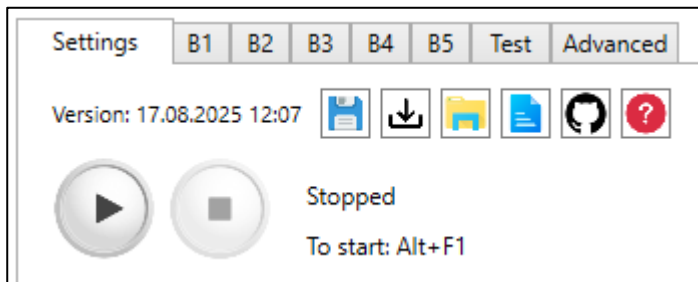 Settings B1 B2 B3 B4 B5 Test Advanced
Version: 17.08.2025 12:07 ?
Stopped
To start: Alt+F1